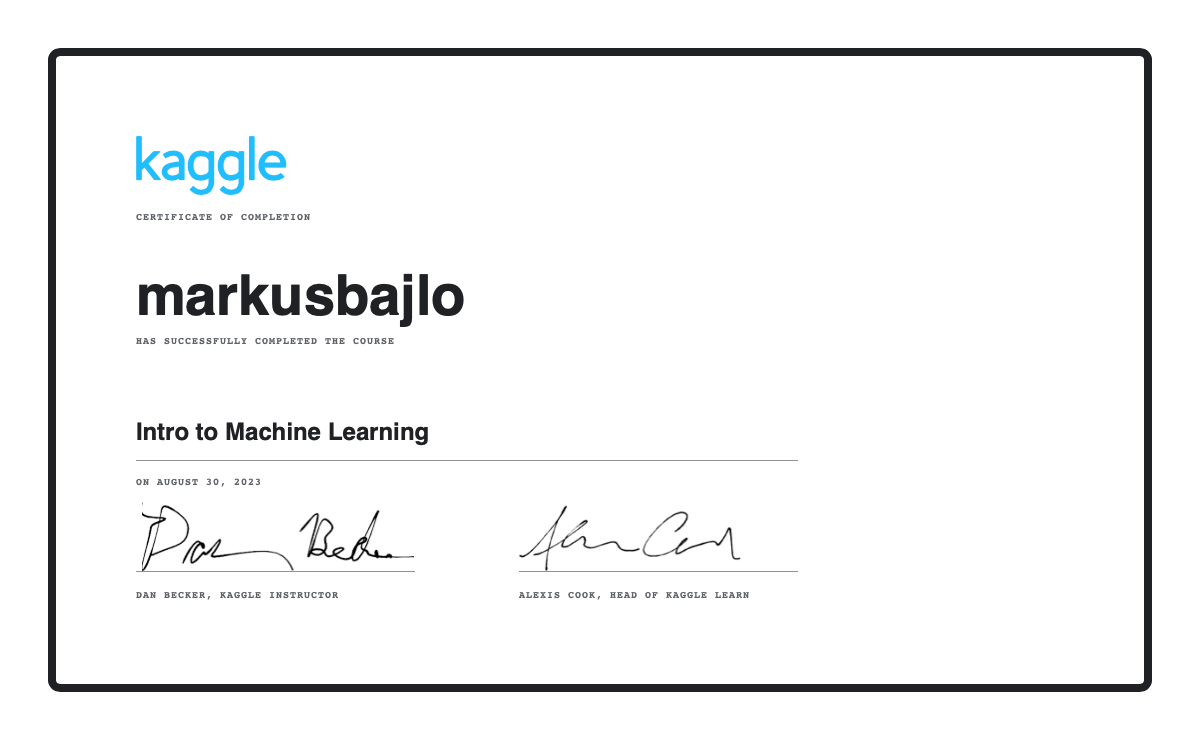 kaggle
CERTIFICATE OF COMPLETION
markusbajlo
HAS SUCCESSFULLY COMPLETED THE COURSE
Intro to Machine Learning
ON AUGUST 30, 2023
Dan Becker
Alexis Cook
DAN BECKER, KAGGLE INSTRUCTOR
ALEXIS COOK, HEAD OF KAGGLE LEARN